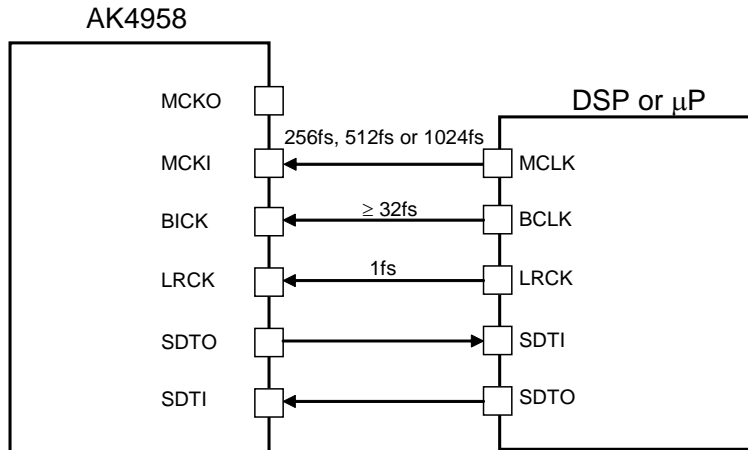 AK4958
DSP or μP
MCKO
256fs, 512fs or 1024fs
MCKI
MCLK
≥ 32fs
BICK
BCLK
1fs
LRCK
LRCK
SDTO
SDTI
SDTI
SDTO